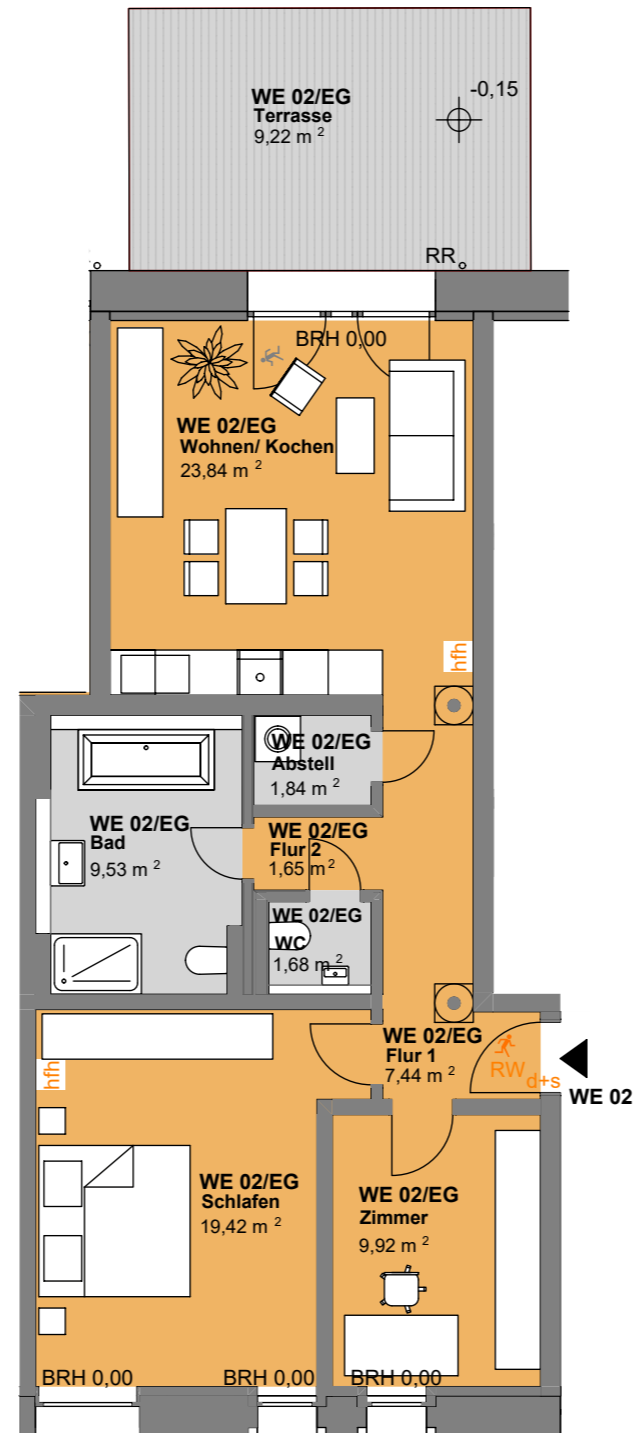 WE 02/EG
Terrasse
9,22 m ²
-0,15
RR
BRH 0,00
WE 02/EG
Wohnen/ Kochen
23,84 m ²
hfh
WE 02/EG
Abstell
1,84 m ²
WE 02/EG
Bad
9,53 m ²
WE 02/EG
Flur 2
1,65 m²
WE 02/EG
WC
1,68 m ²
WE 02/EG
Flur 1
7,44 m ²
RW
d+s
WE 02
hfh
WE 02/EG
Schlafen
19,42 m ²
WE 02/EG
Zimmer
9,92 m ²
BRH 0,00
BRH 0,00
BRH 0,00